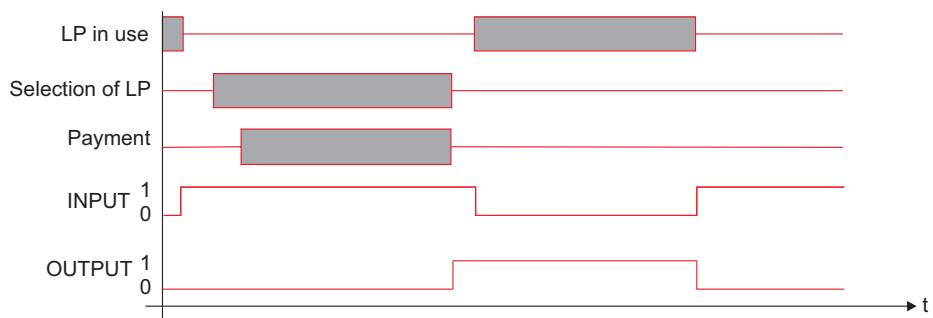 LP in use
Selection of LP
Payment
INPUT 1
0
OUTPUT 1
0
t